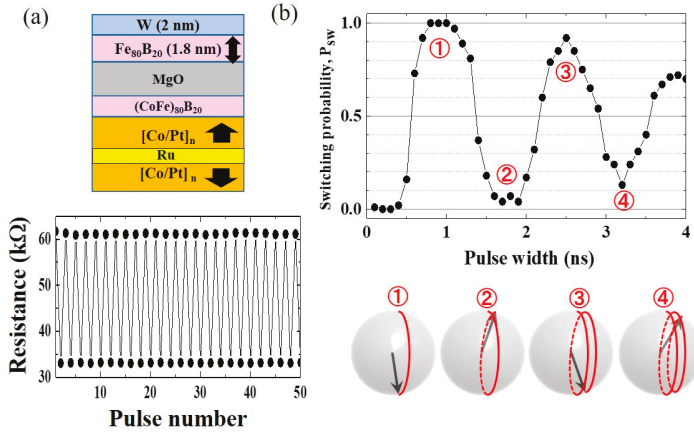 (a)
W (2 nm)
Fe₈₀B₂₀ (1.8 nm)
MgO
(CoFe)₈₀B₂₀
[Co/Pt]ₙ
Ru
[Co/Pt] ₙ
Resistance (kΩ)
60
50
40
30
10 20 30 40 50
Pulse number
(b)
Switching probability, P_SW
1.0
0.5
0.0
① ② ③ ④
0 1 2 3 4
Pulse width (ns)
① ② ③ ④